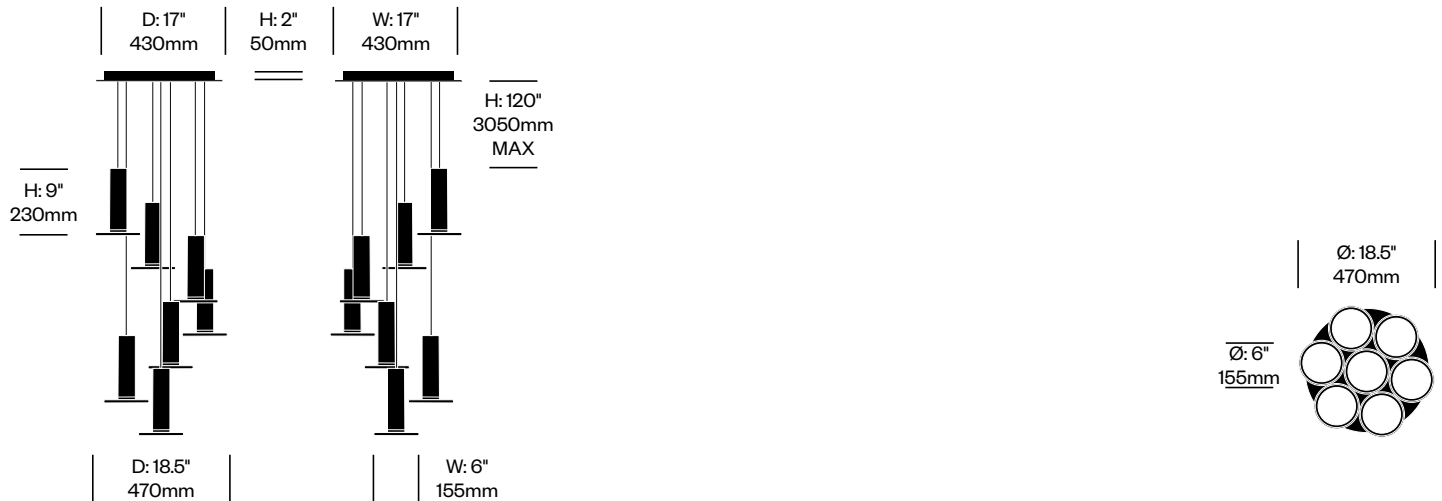 D: 17"
430mm
H: 2"
50mm
W: 17"
430mm
H: 120"
3050mm
MAX
H: 9"
230mm
Ø: 18.5"
470mm
Ø: 6"
155mm
D: 18.5"
470mm
W: 6"
155mm